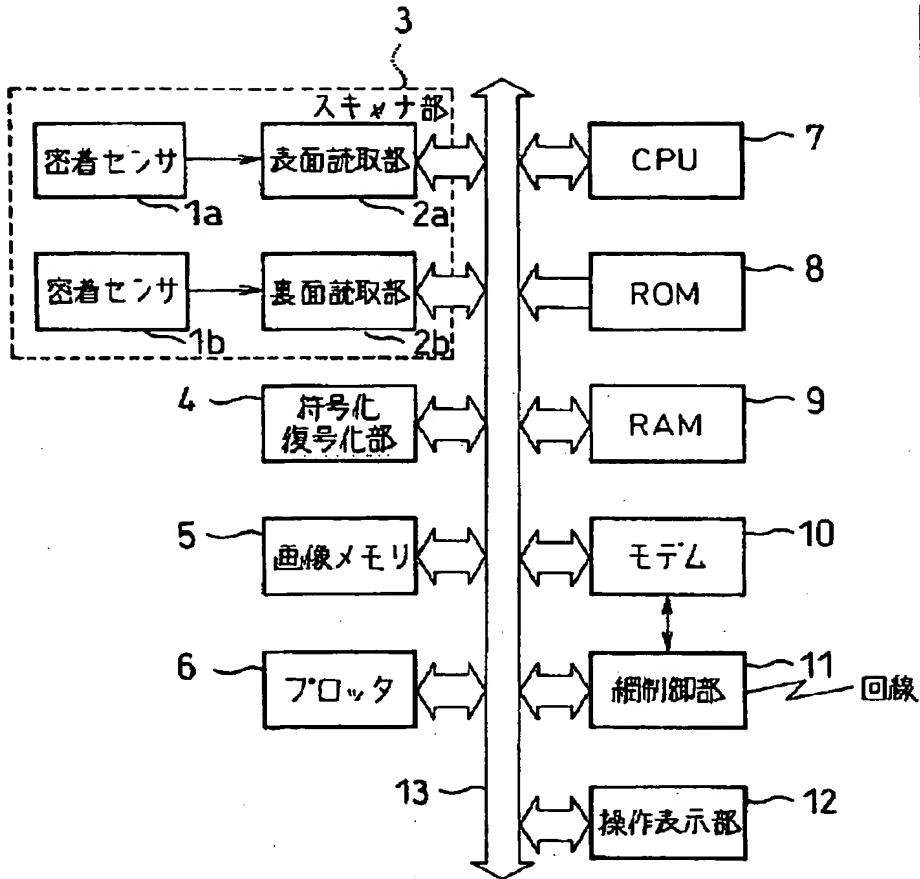 3
スキャナ部
密着センサ
表面読取部
CPU
7
1a
2a
密着センサ
裏面読取部
ROM
8
1b
2b
4
符号化
復号化部
RAM
9
5
画像メモリ
モデム
10
6
プロッタ
網制御部
11
回線
13
操作表示部
12